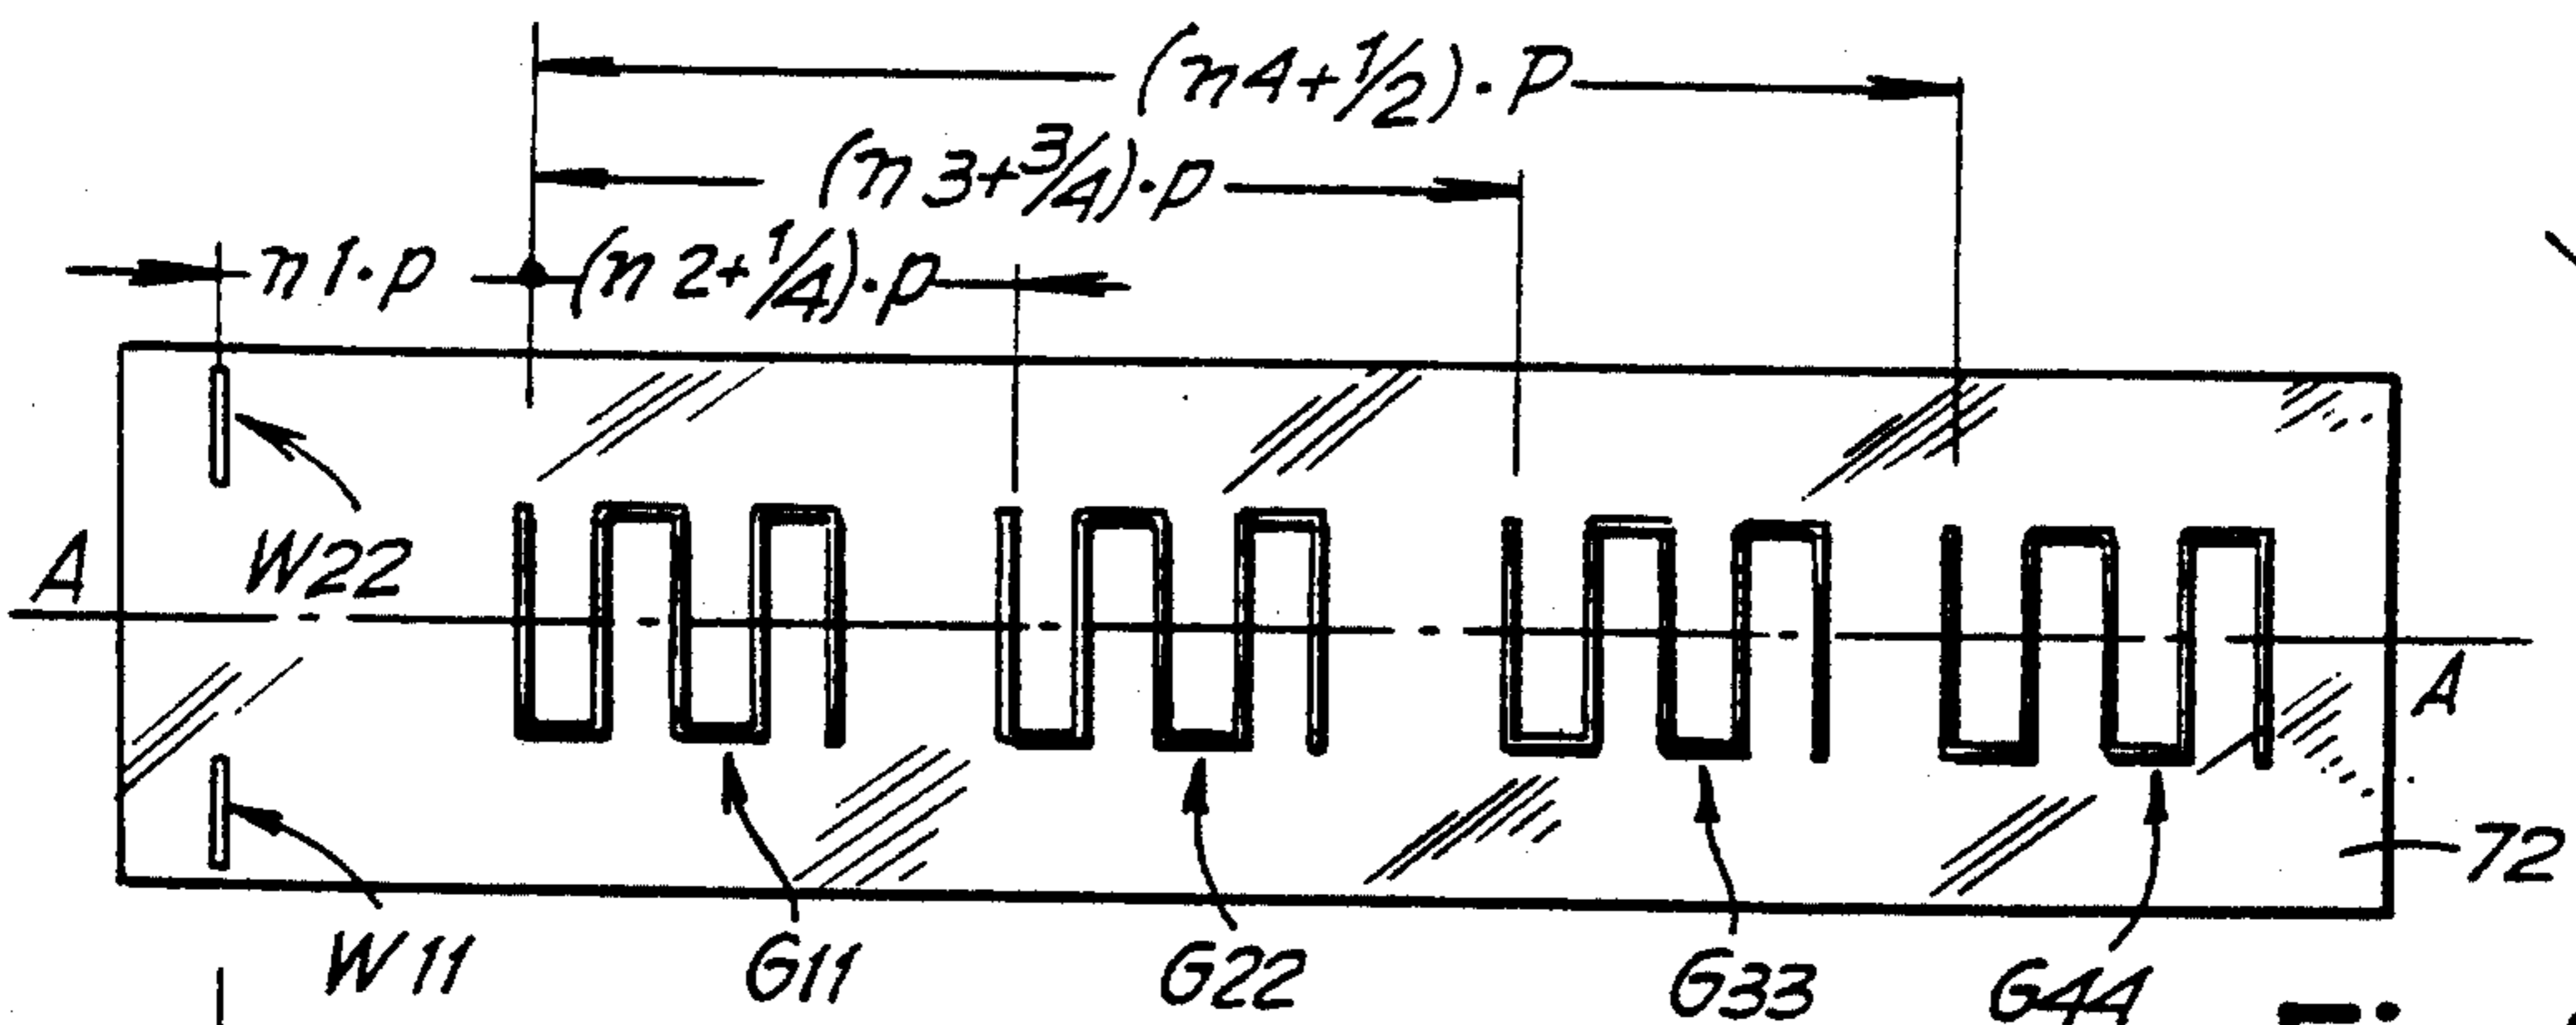 (n4+1/2)·p
(n3+3/4)·p
n1·p (n2+1/4)·p
W22
A
A
72
W11 G11 G22 G33 G44